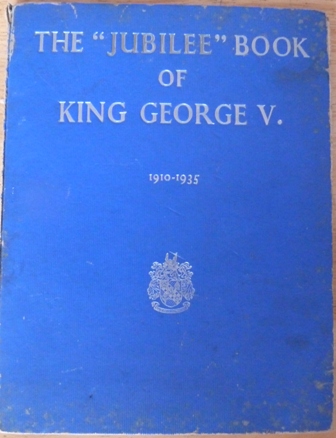 THE "JUBILEE" BOOK
OF
KING GEORGE V.
1910-1935